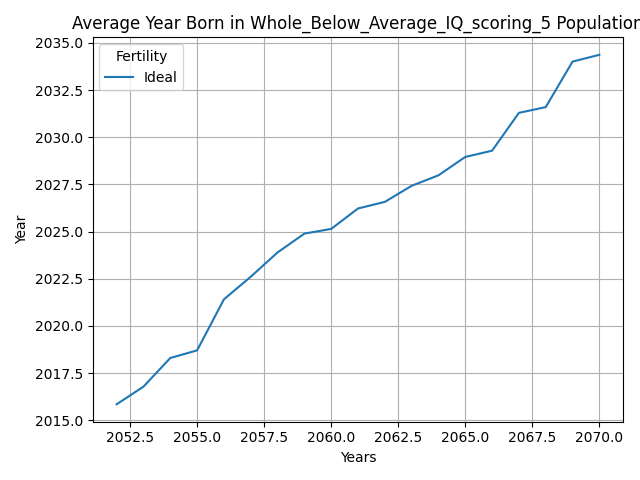 Average Year Born in Whole_Below_Average_IQ_scoring_5 Population
Fertility
Ideal
Year
2035.0
2032.5
2030.0
2027.5
2025.0
2022.5
2020.0
2017.5
2015.0
2052.5 2055.0 2057.5 2060.0 2062.5 2065.0 2067.5 2070.0
Years